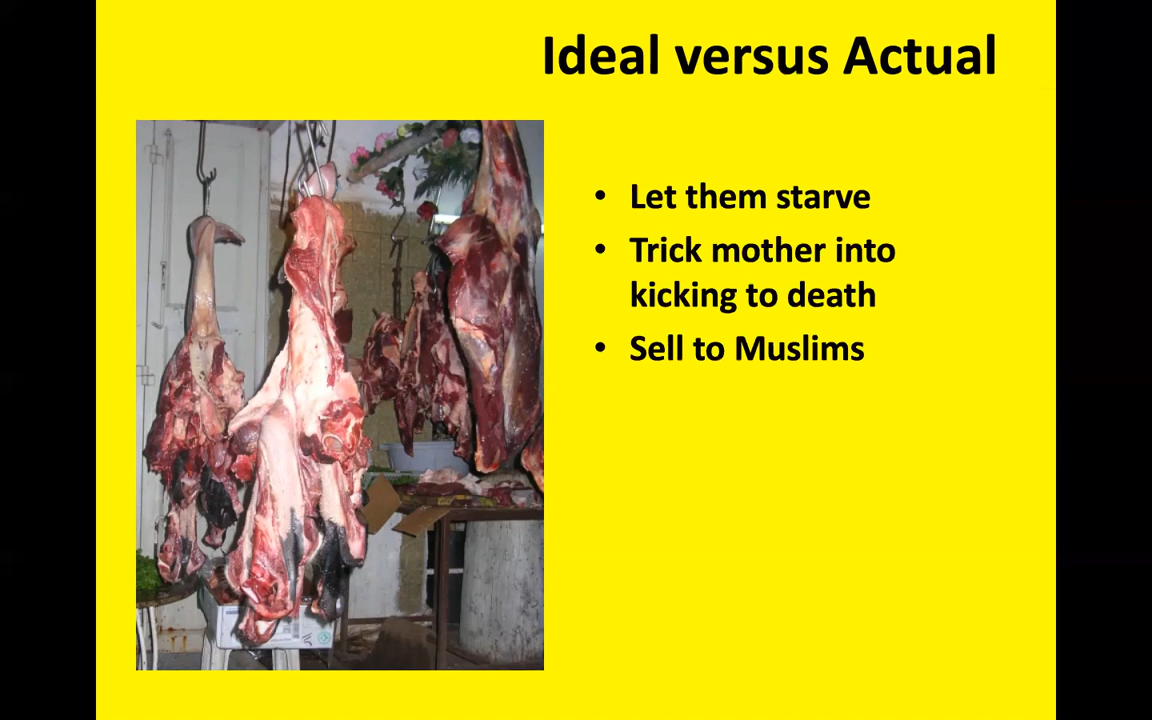 Ideal versus Actual
• Let them starve
• Trick mother into
kicking to death
• Sell to Muslims